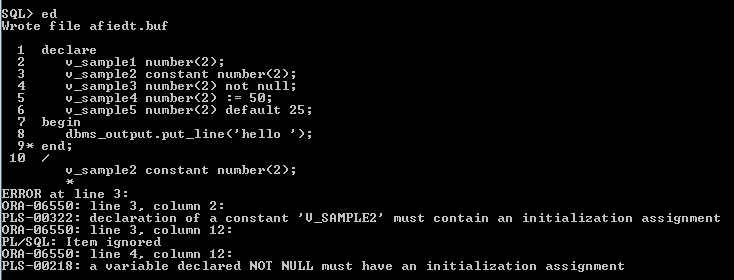 SQL> ed
Wrote file afiedt.buf
1 declare
2 v_sample1 number(2);
3 v_sample2 constant number(2);
4 v_sample3 number(2) not null;
5 v_sample4 number(2) := 50;
6 v_sample5 number(2) default 25;
7 begin
8 dbms_output.put_line('hello ');
9* end;
10 /
v_sample2 constant number(2);
*
ERROR at line 3:
ORA-06550: line 3, column 2:
PLS-00322: declaration of a constant 'V_SAMPLE2' must contain an initialization assignment
ORA-06550: line 3, column 12:
PL/SQL: Item ignored
ORA-06550: line 4, column 12:
PLS-00218: a variable declared NOT NULL must have an initialization assignment